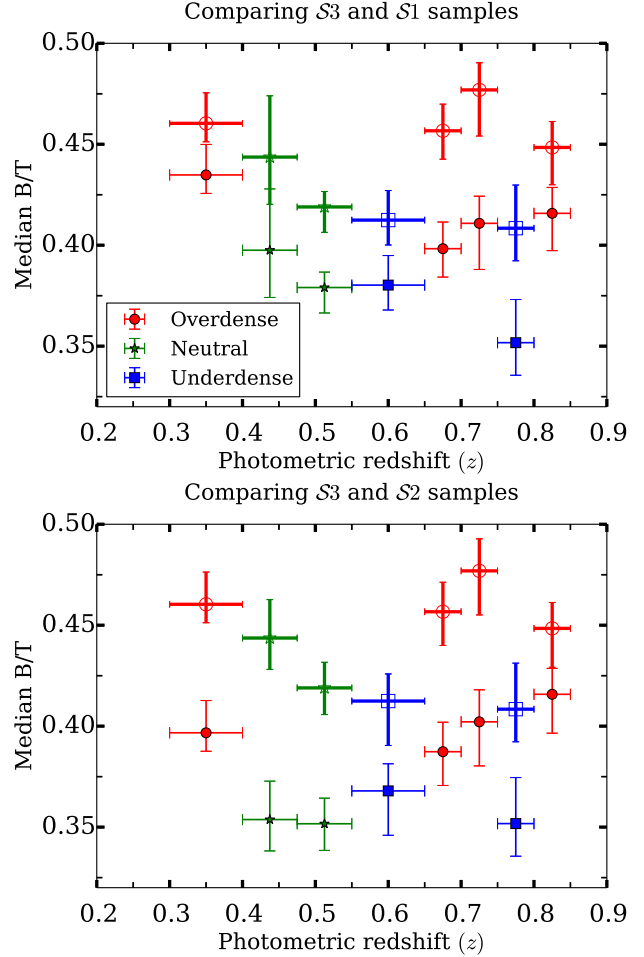 Comparing 𝒮3 and 𝒮1 samples
0.50
0.45
0.40
0.35
Median B/T
Overdense
Neutral
Underdense
0.2 0.3 0.4 0.5 0.6 0.7 0.8 0.9
Photometric redshift (z)
Comparing 𝒮3 and 𝒮2 samples
0.50
0.45
0.40
0.35
Median B/T
0.2 0.3 0.4 0.5 0.6 0.7 0.8 0.9
Photometric redshift (z)